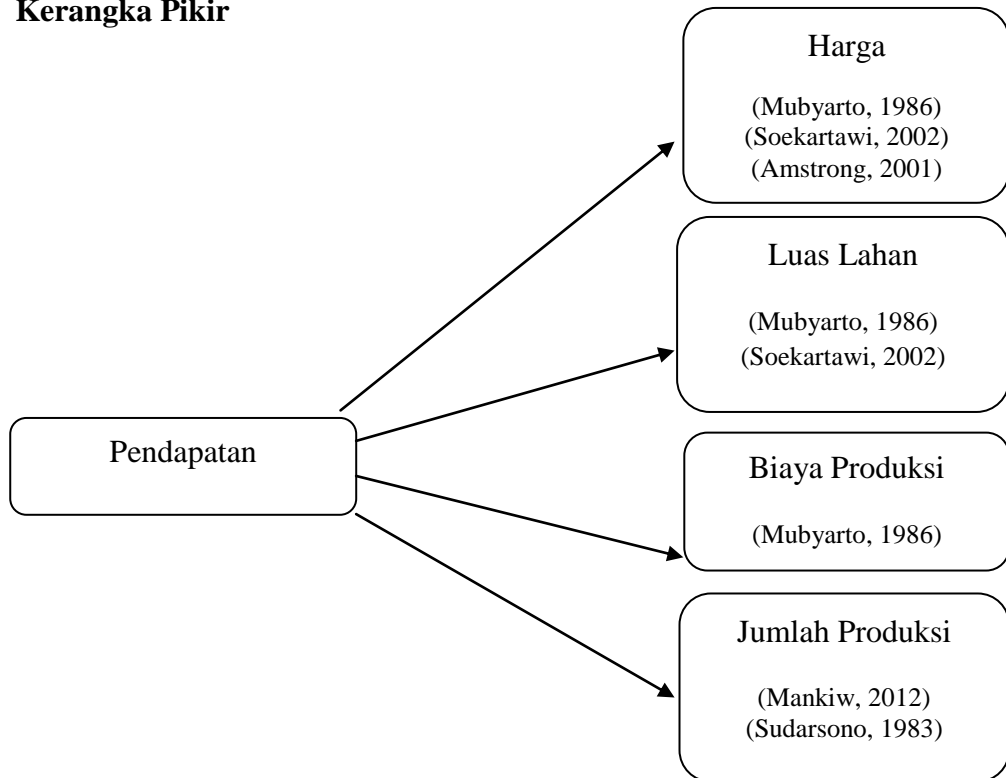 Kerangka Pikir
Harga
(Mubyarto, 1986)
(Soekartawi, 2002)
(Amstrong, 2001)
Luas Lahan
(Mubyarto, 1986)
(Soekartawi, 2002)
Pendapatan
Biaya Produksi
(Mubyarto, 1986)
Jumlah Produksi
(Mankiw, 2012)
(Sudarsono, 1983)